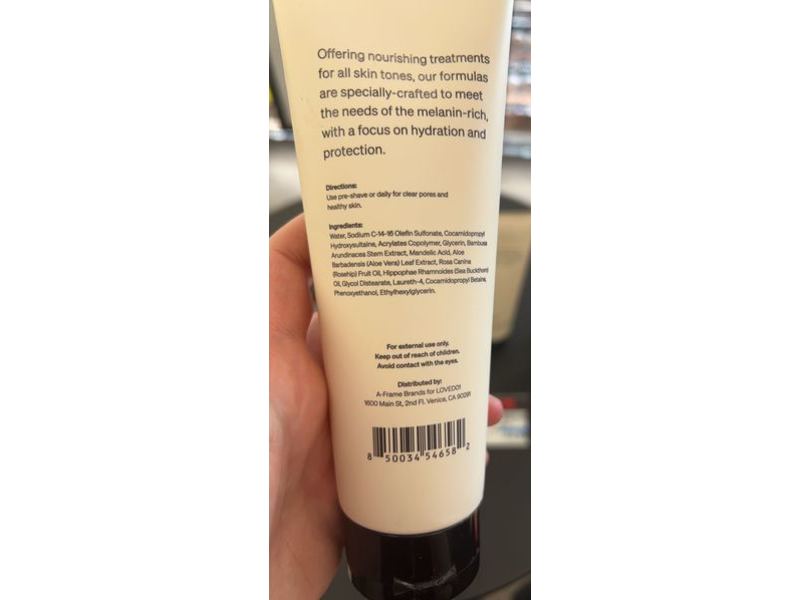 Offering nourishing treatments
for all skin tones, our formulas
are specially-crafted to meet
the needs of the melanin-rich,
with a focus on hydration and
protection.
Directions:
Use pre-shave or daily for clear pores and
healthy skin.
Ingredients:
Water, Sodium C-14-16 Olefin Sulfonate, Cocamidopropyl
Hydroxysultaine, Acrylates Copolymer, Glycerin, Bambusa
Arundinacea Stem Extract, Mandelic Acid, Aloe
Barbadensis (Aloe Vera) Leaf Extract, Rosa Canina
(Rosehip) Fruit Oil, Hippophae Rhamnoides (Sea Buckthorn)
Oil, Glycol Distearate, Laureth-4, Cocamidopropyl Betaine,
Phenoxyethanol, Ethylhexylglycerin.
For external use only.
Keep out of reach of children.
Avoid contact with the eyes.
Distributed by:
A-Frame Brands for LOVED01
1600 Main St, 2nd Fl. Venice, CA 90291
8 50034 54658 2